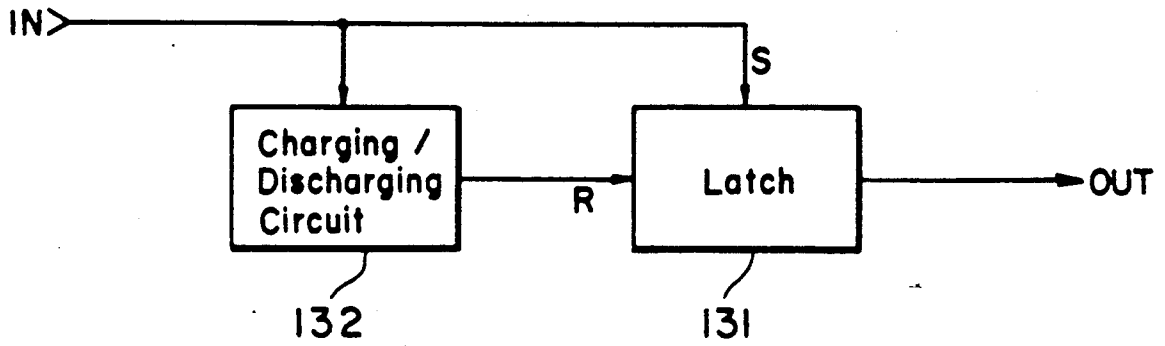 IN
S
Charging /
Discharging
Circuit
R
Latch
OUT
132
131